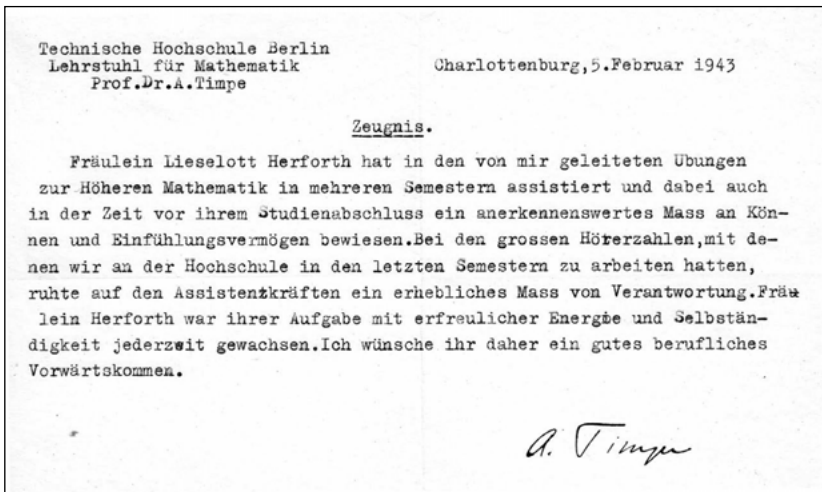 Technische Hochschule Berlin
Lehrstuhl für Mathematik
Prof.Dr.A.Timpe
Charlottenburg,5.Februar 1943
Zeugnis.
Fräulein Lieselott Herforth hat in den von mir geleiteten Übungen
zur Höheren Mathematik in mehreren Semestern assistiert und dabei auch
in der Zeit vor ihrem Studienabschluss ein anerkennenswertes Mass an Kön-
nen und Einfühlungsvermögen bewiesen.Bei den grossen Hörerzahlen,mit de-
nen wir an der Hochschule in den letzten Semestern zu arbeiten hatten,
ruhte auf den Assistenzkräften ein erhebliches Mass von Verantwortung.Fräu
lein Herforth war ihrer Aufgabe mit erfreulicher Energie und Selbstän-
digkeit jederzeit gewachsen.Ich wünsche ihr daher ein gutes berufliches
Vorwärtskommen.
A. Timpe